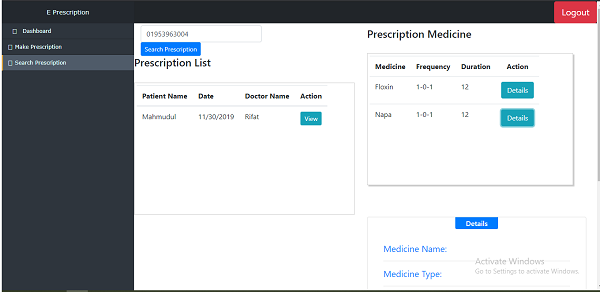 E Prescription
Logout
Dashboard
Make Prescription
Search Prescription
01953963004
Search Prescription
Prescription List
Patient Name Date Doctor Name Action
Mahmudul 11/30/2019 Rifat View
Prescription Medicine
Medicine Frequency Duration Action
Floxin 1-0-1 12 Details
Napa 1-0-1 12 Details
Details
Medicine Name:
Medicine Type:
Activate Windows
Go to Settings to activate Windows.